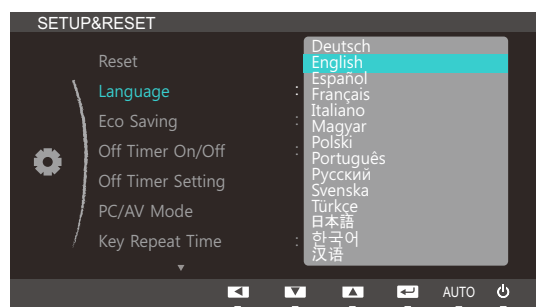 SETUP&RESET
Reset
Language :
Eco Saving :
Off Timer On/Off :
Off Timer Setting
PC/AV Mode
Key Repeat Time :
Deutsch
English
Español
Français
Italiano
Magyar
Polski
Português
Русский
Svenska
Türkçe
日本語
한국어
汉语
AUTO